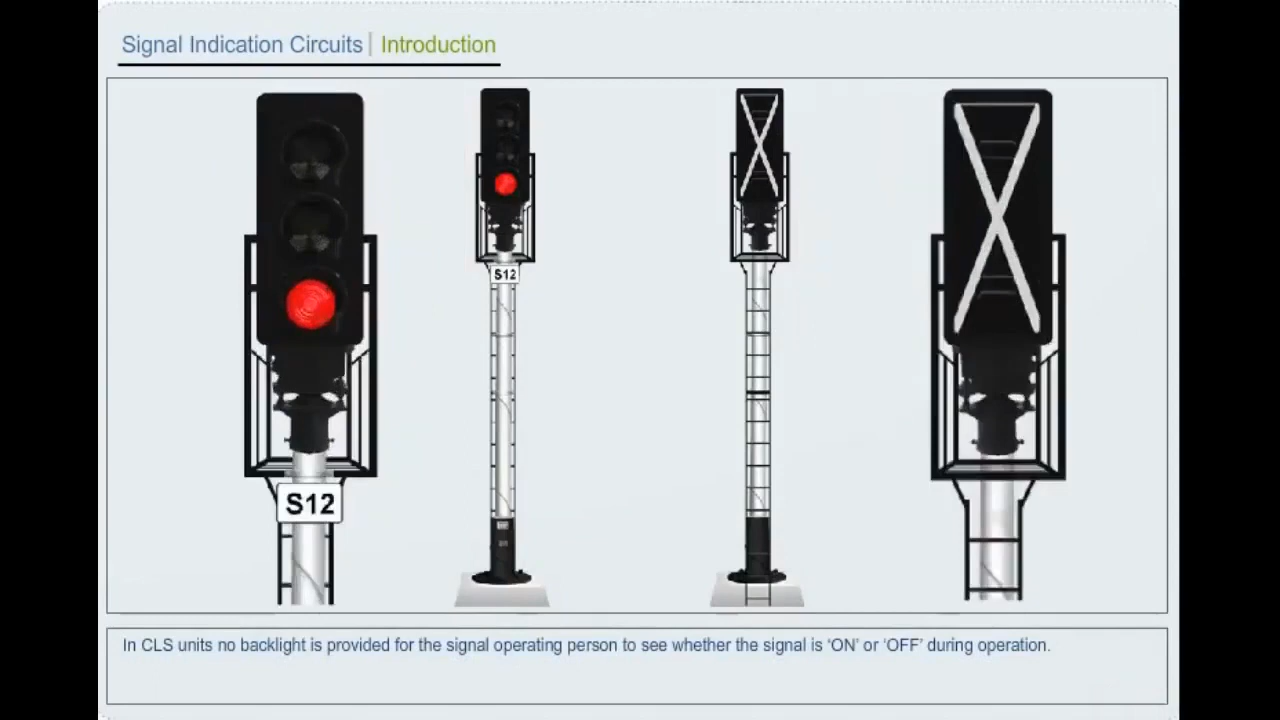 Signal Indication Circuits | Introduction
S12
S12
In CLS units no backlight is provided for the signal operating person to see whether the signal is ‘ON’ or ‘OFF’ during operation.